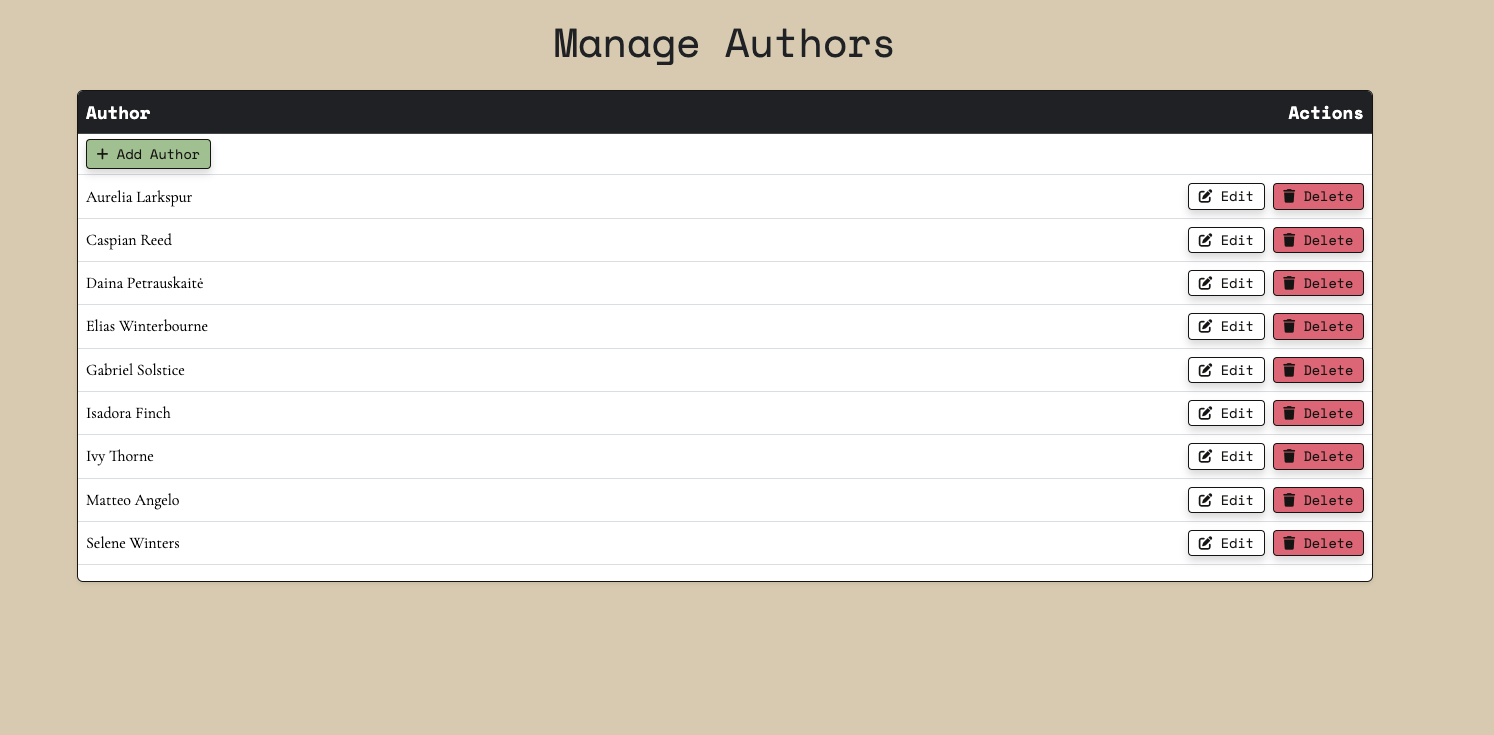 Manage Authors
Author Actions
Add Author
Aurelia Larkspur Edit Delete
Caspian Reed Edit Delete
Daina Petrauskaitė Edit Delete
Elias Winterbourne Edit Delete
Gabriel Solstice Edit Delete
Isadora Finch Edit Delete
Ivy Thorne Edit Delete
Matteo Angelo Edit Delete
Selene Winters Edit Delete